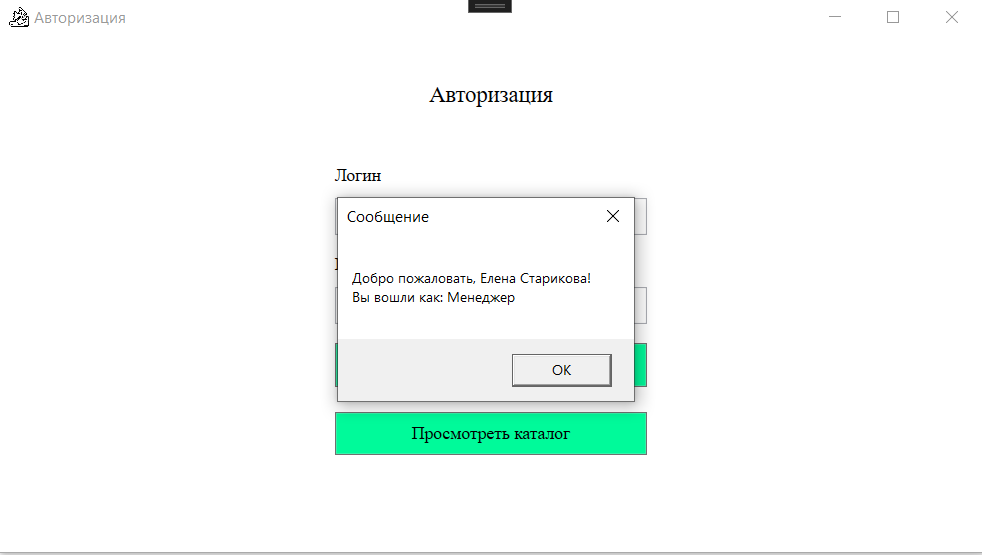 Авторизация
Авторизация
Логин
Сообщение
Добро пожаловать, Елена Старикова!
Вы вошли как: Менеджер
OK
Просмотреть каталог